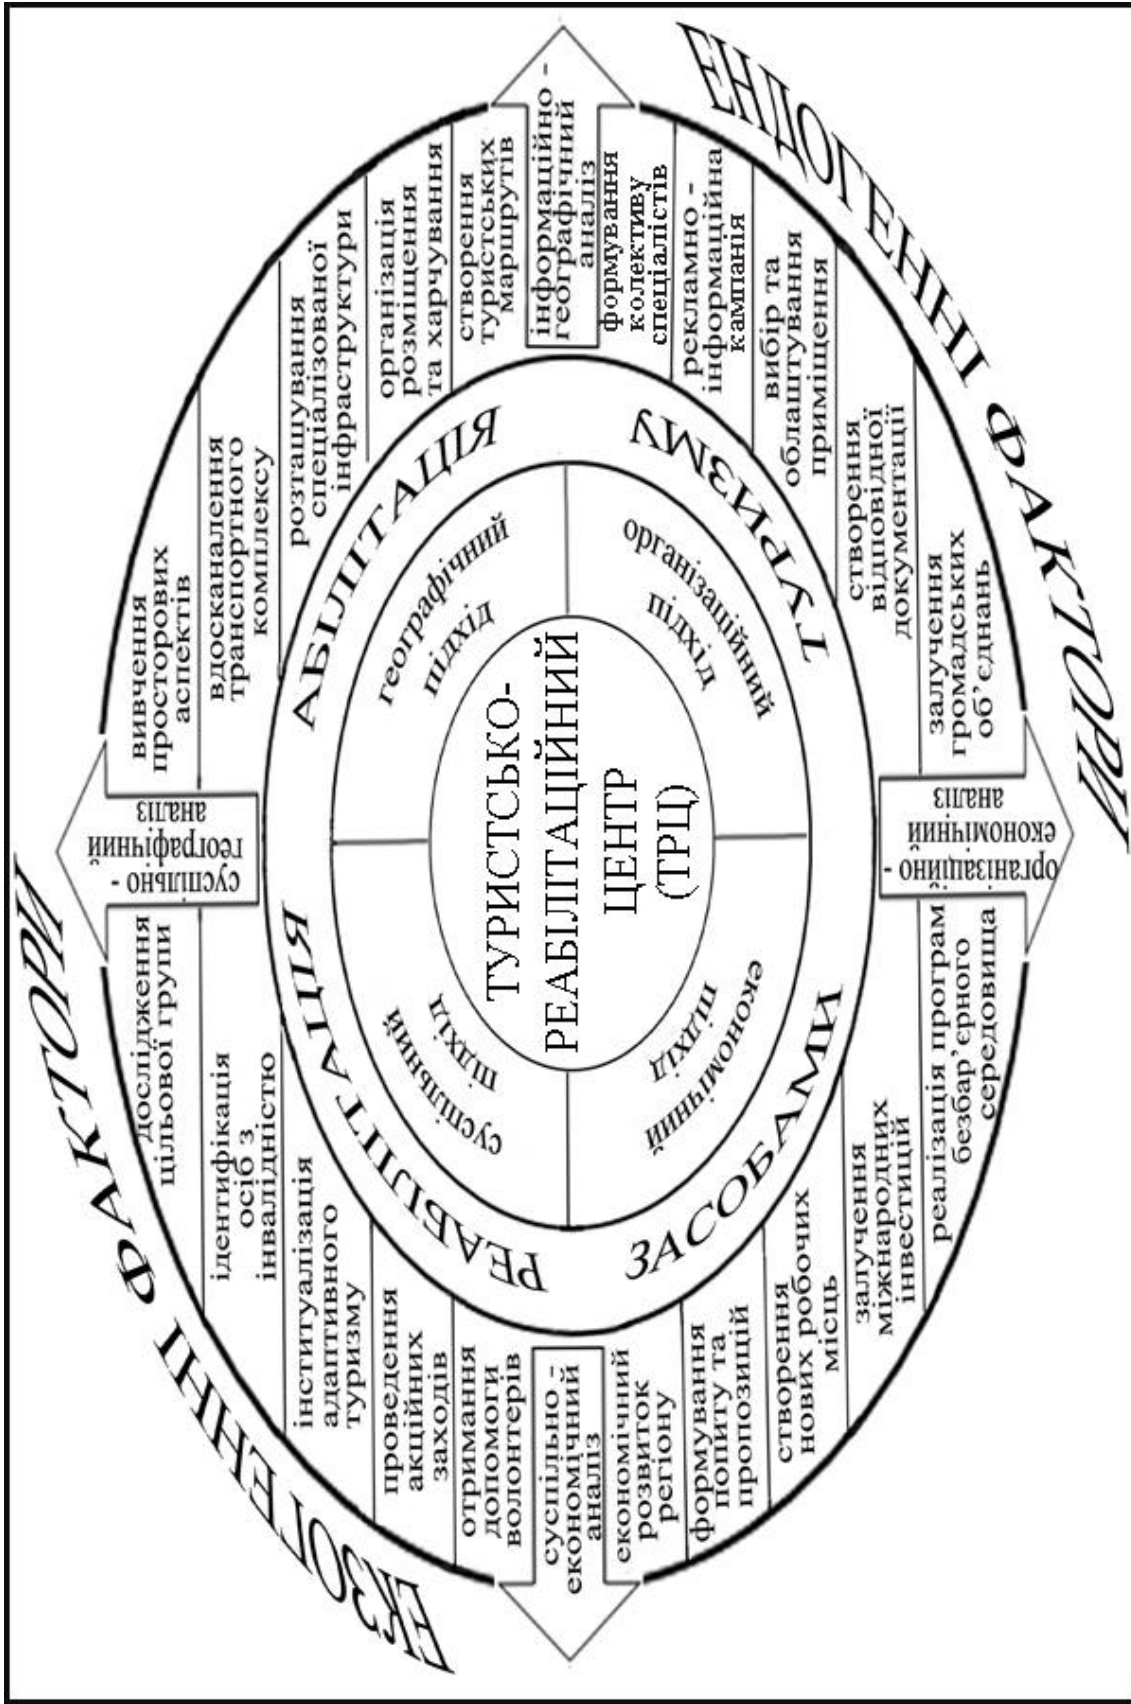 ЕКЗОГЕННІ ФАКТОРИ
ЕНДОГЕННІ ФАКТОРИ
суспільно -
географічний
аналіз
дослідження
цільової групи
ідентифікація
осіб з
інвалідністю
інституалізація
адаптивного
туризму
проведення
акційних
заходів
отримання
допомоги
волонтерів
вивчення
просторових
аспектів
вдосканалення
транспортного
комплексу
розташування
спеціалізованої
інфраструктури
організація
розміщення
та харчування
створення
туристських
маршрутів
суспільно –
економічний
аналіз
інформаційно -
географічний
аналіз
РЕАБІЛІТАЦІЯ
АБІЛІТАЦІЯ
ЗАСОБАМИ
ТУРИЗМУ
суспільний
підхід
географічний
підхід
економічний
підхід
організаційний
підхід
ТУРИСТСЬКО-
РЕАБІЛІТАЦІЙНИЙ
ЦЕНТР
(ТРЦ)
економічний
розвиток
регіону
формування
попиту та
пропозицій
створення
нових робочих
місць
залучення
міжнародних
інвестицій
реалізація програм
безбар’єрного
середовища
формування
колективу
спеціалістів
рекламно -
інформаційна
кампанія
вибір та
облаштування
приміщення
створення
відповідної
документації
залучення
громадських
об’єднань
організаційно -
економічний
аналіз